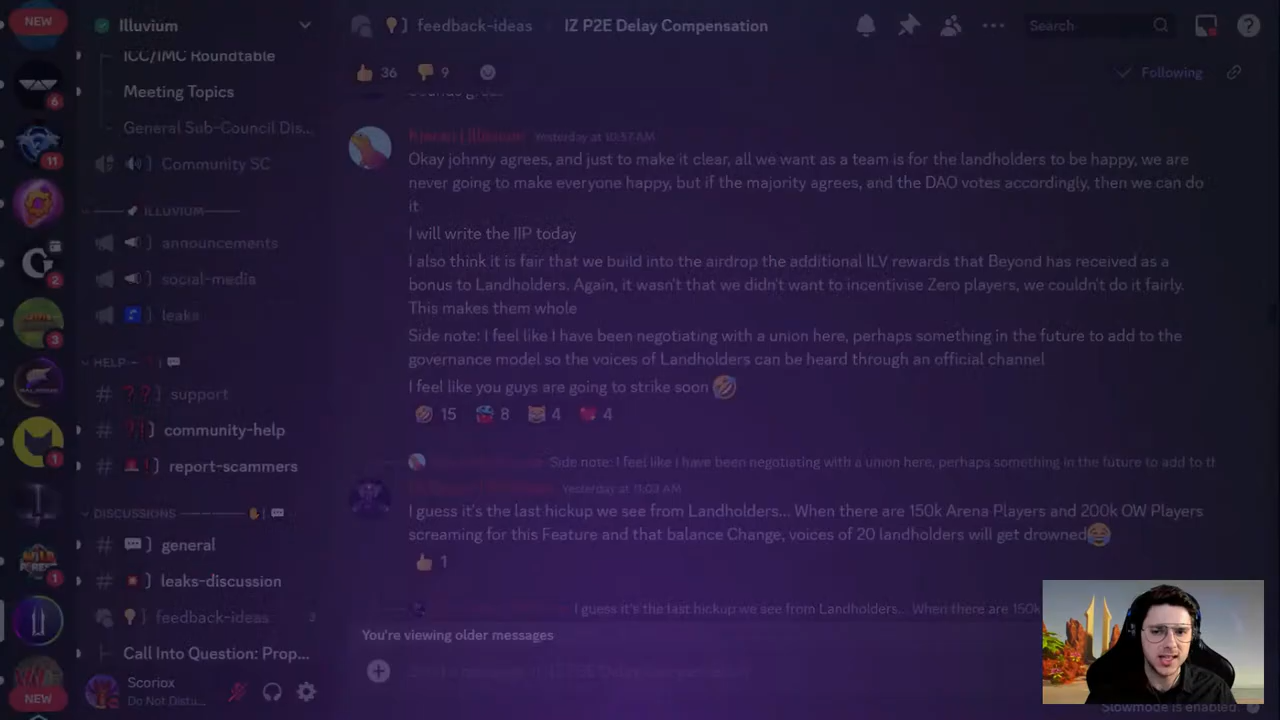 NEW
Illuvium
feedback-ideas
IZ P2E Delay Compensation
Search
ICC/IMC Roundtable
36
9
Following
6
Meeting Topics
General Sub-Council Dis...
Kieran | Illuvium Yesterday at 10:57 AM
11
Community SC
Okay johnny agrees, and just to make it clear, all we want as a team is for the landholders to be happy, we are
never going to make everyone happy, but if the majority agrees, and the DAO votes accordingly, then we can do
it
ILLUVIUM
I will write the IIP today
announcements
I also think it is fair that we build into the airdrop the additional ILV rewards that Beyond has received as a
bonus to Landholders. Again, it wasn't that we didn't want to incentivise Zero players, we couldn't do it fairly.
This makes them whole
2
social-media
leaks
3
Side note: I feel like I have been negotiating with a union here, perhaps something in the future to add to the
governance model so the voices of Landholders can be heard through an official channel
HELP
I feel like you guys are going to strike soon
support
15
8
4
4
community-help
1
report-scammers
Side note: I feel like I have been negotiating with a union here, perhaps something in the future to add to th
Yesterday at 11:03 AM
DISCUSSIONS
I guess it's the last hickup we see from Landholders... When there are 150k Arena Players and 200k OW Players
screaming for this Feature and that balance Change, voices of 20 landholders will get drowned
general
1
1
leaks-discussion
feedback-ideas
3
I guess it's the last hickup we see from Landholders... When there are 150k
You're viewing older messages
Call Into Question: Prop...
NEW
Scoriox
Do Not Distu...
Slowmode is enabled.